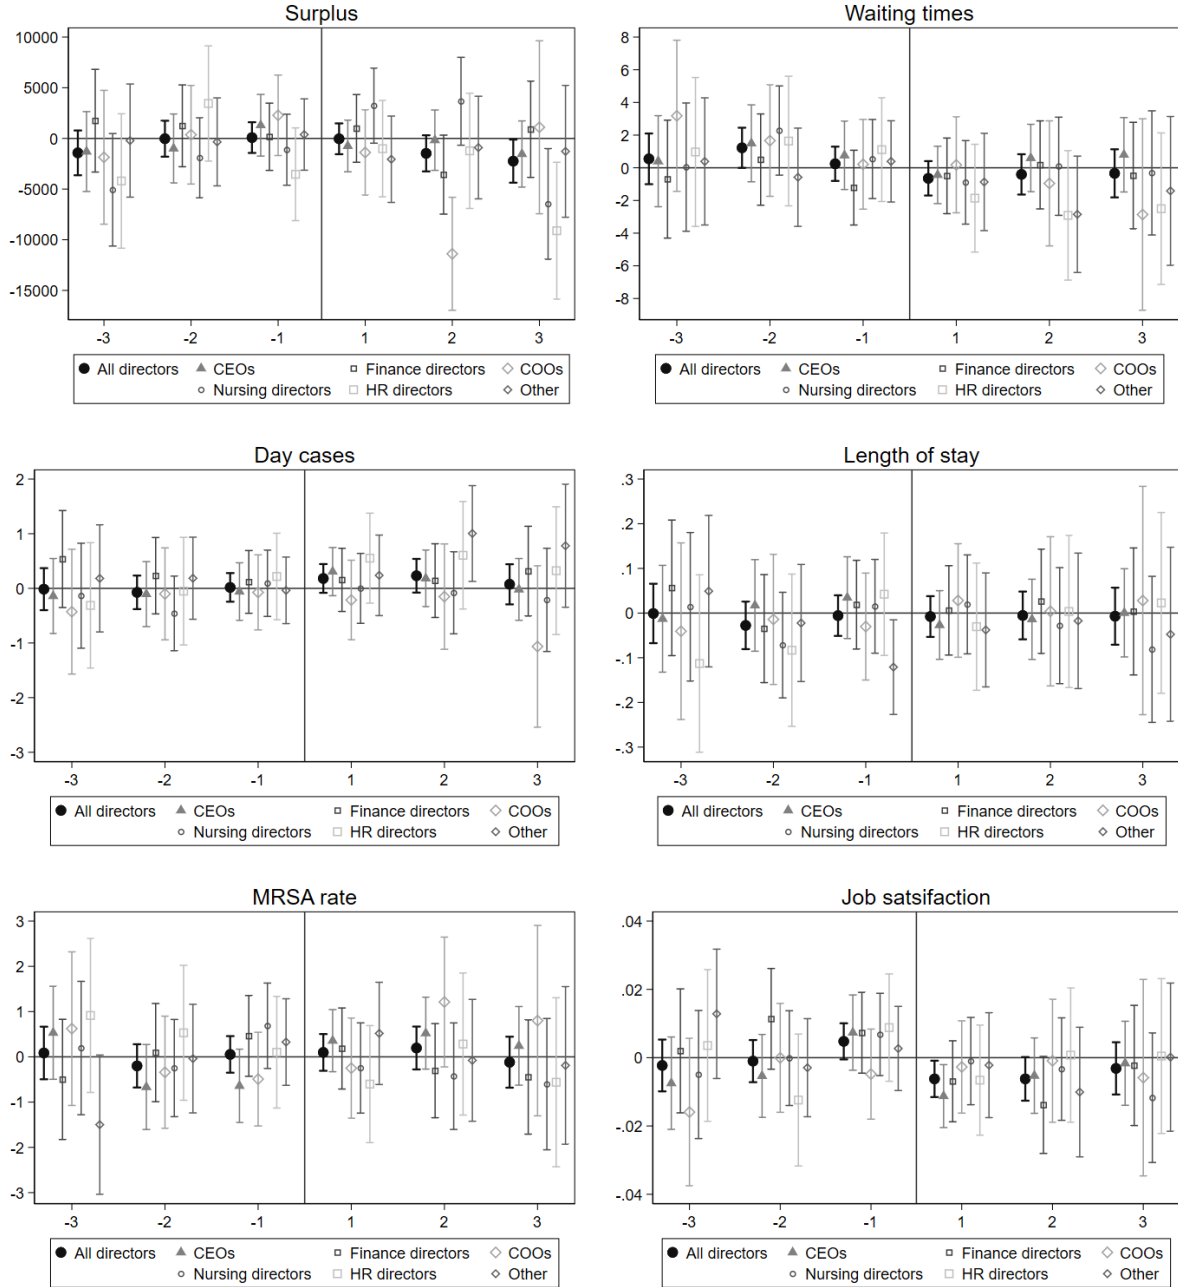 Surplus
10000
5000
0
-5000
-10000
-15000
-3 -2 -1 1 2 3
All directors CEOs Finance directors COOs
Nursing directors HR directors Other
Waiting times
8
6
4
2
0
-2
-4
-6
-8
-3 -2 -1 1 2 3
All directors CEOs Finance directors COOs
Nursing directors HR directors Other
Day cases
2
1
0
-1
-2
-3
-3 -2 -1 1 2 3
All directors CEOs Finance directors COOs
Nursing directors HR directors Other
Length of stay
.3
.2
.1
0
-.1
-.2
-.3
-3 -2 -1 1 2 3
All directors CEOs Finance directors COOs
Nursing directors HR directors Other
MRSA rate
3
2
1
0
-1
-2
-3
-3 -2 -1 1 2 3
All directors CEOs Finance directors COOs
Nursing directors HR directors Other
Job satsifaction
.04
.02
0
-.02
-.04
-3 -2 -1 1 2 3
All directors CEOs Finance directors COOs
Nursing directors HR directors Other